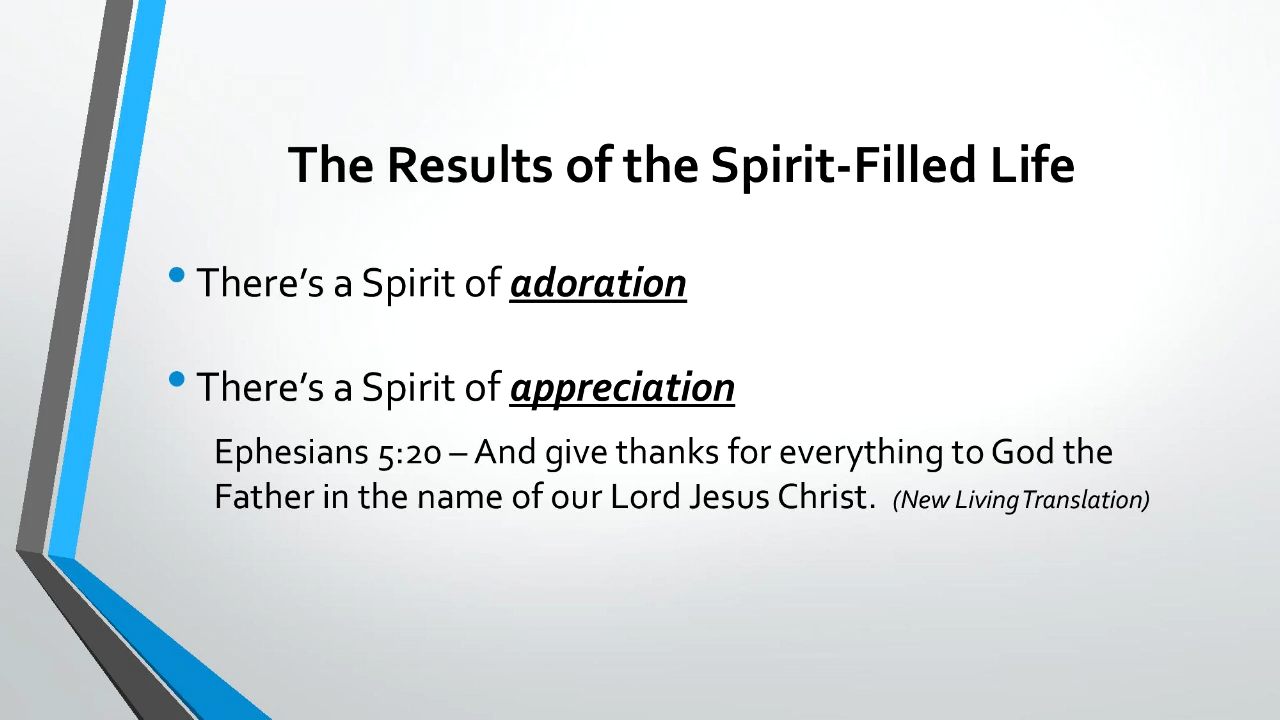 The Results of the Spirit-Filled Life
• There’s a Spirit of adoration
• There’s a Spirit of appreciation
Ephesians 5:20 – And give thanks for everything to God the
Father in the name of our Lord Jesus Christ. (New Living Translation)